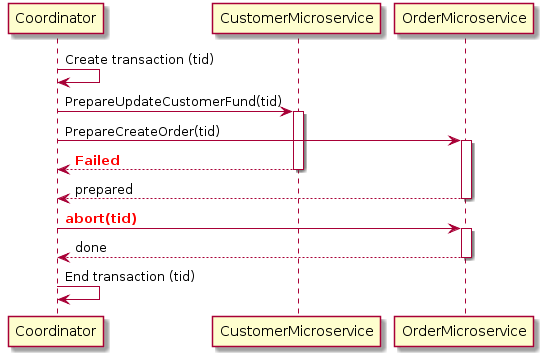 Coordinator CustomerMicroservice OrderMicroservice
Create transaction (tid)
PrepareUpdateCustomerFund(tid)
PrepareCreateOrder(tid)
Failed
prepared
abort(tid)
done
End transaction (tid)
Coordinator CustomerMicroservice OrderMicroservice